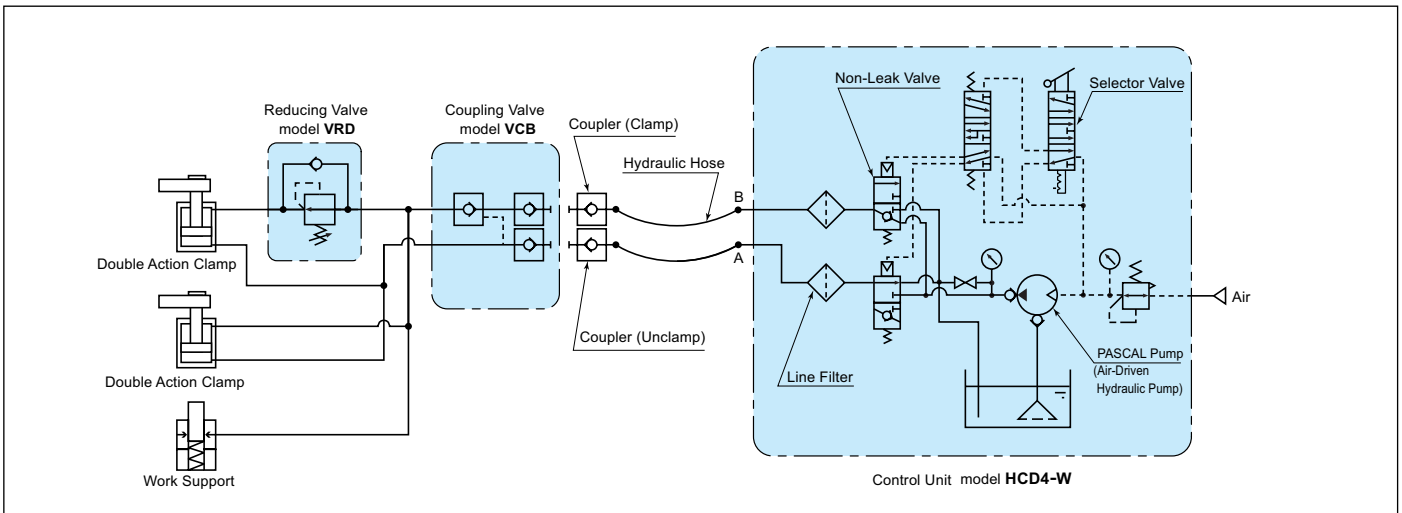 Reducing Valve
model VRD
Coupling Valve
model VCB
Coupler (Clamp)
Hydraulic Hose
Non-Leak Valve
Selector Valve
B
A
Double Action Clamp
Double Action Clamp
Work Support
Coupler (Unclamp)
Line Filter
Air
PASCAL Pump
(Air-Driven
Hydraulic Pump)
Control Unit model HCD4-W